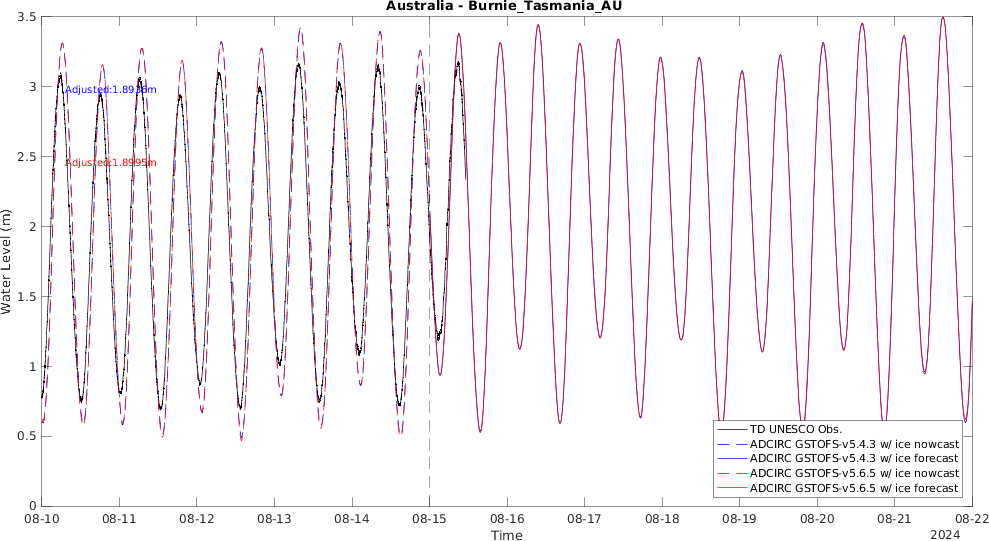 Australia - Burnie_Tasmania_AU
3.5
3
2.5
2
1.5
1
0.5
0
Water Level (m)
Adjusted:1.8936m
Adjusted:1.8995m
TD UNESCO Obs.
ADCIRC GSTOFS-v5.4.3 w/ ice nowcast
ADCIRC GSTOFS-v5.4.3 w/ ice forecast
ADCIRC GSTOFS-v5.6.5 w/ ice nowcast
ADCIRC GSTOFS-v5.6.5 w/ ice forecast
08-10 08-11 08-12 08-13 08-14 08-15 08-16 08-17 08-18 08-19 08-20 08-21 08-22
Time
2024